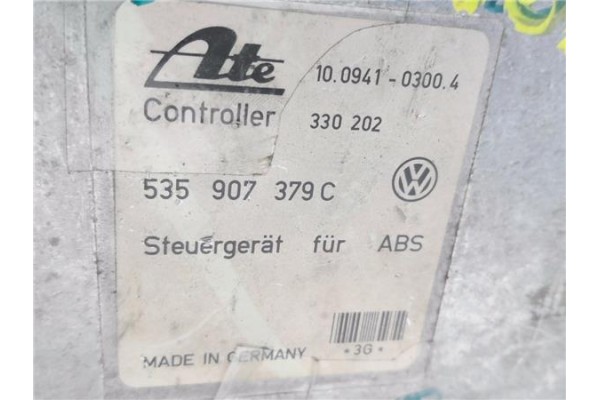 Ate
10.0941-0300.4
Controller 330 202
535 907 379 C
Steuergerät für ABS
*3G*
MADE IN GERMANY